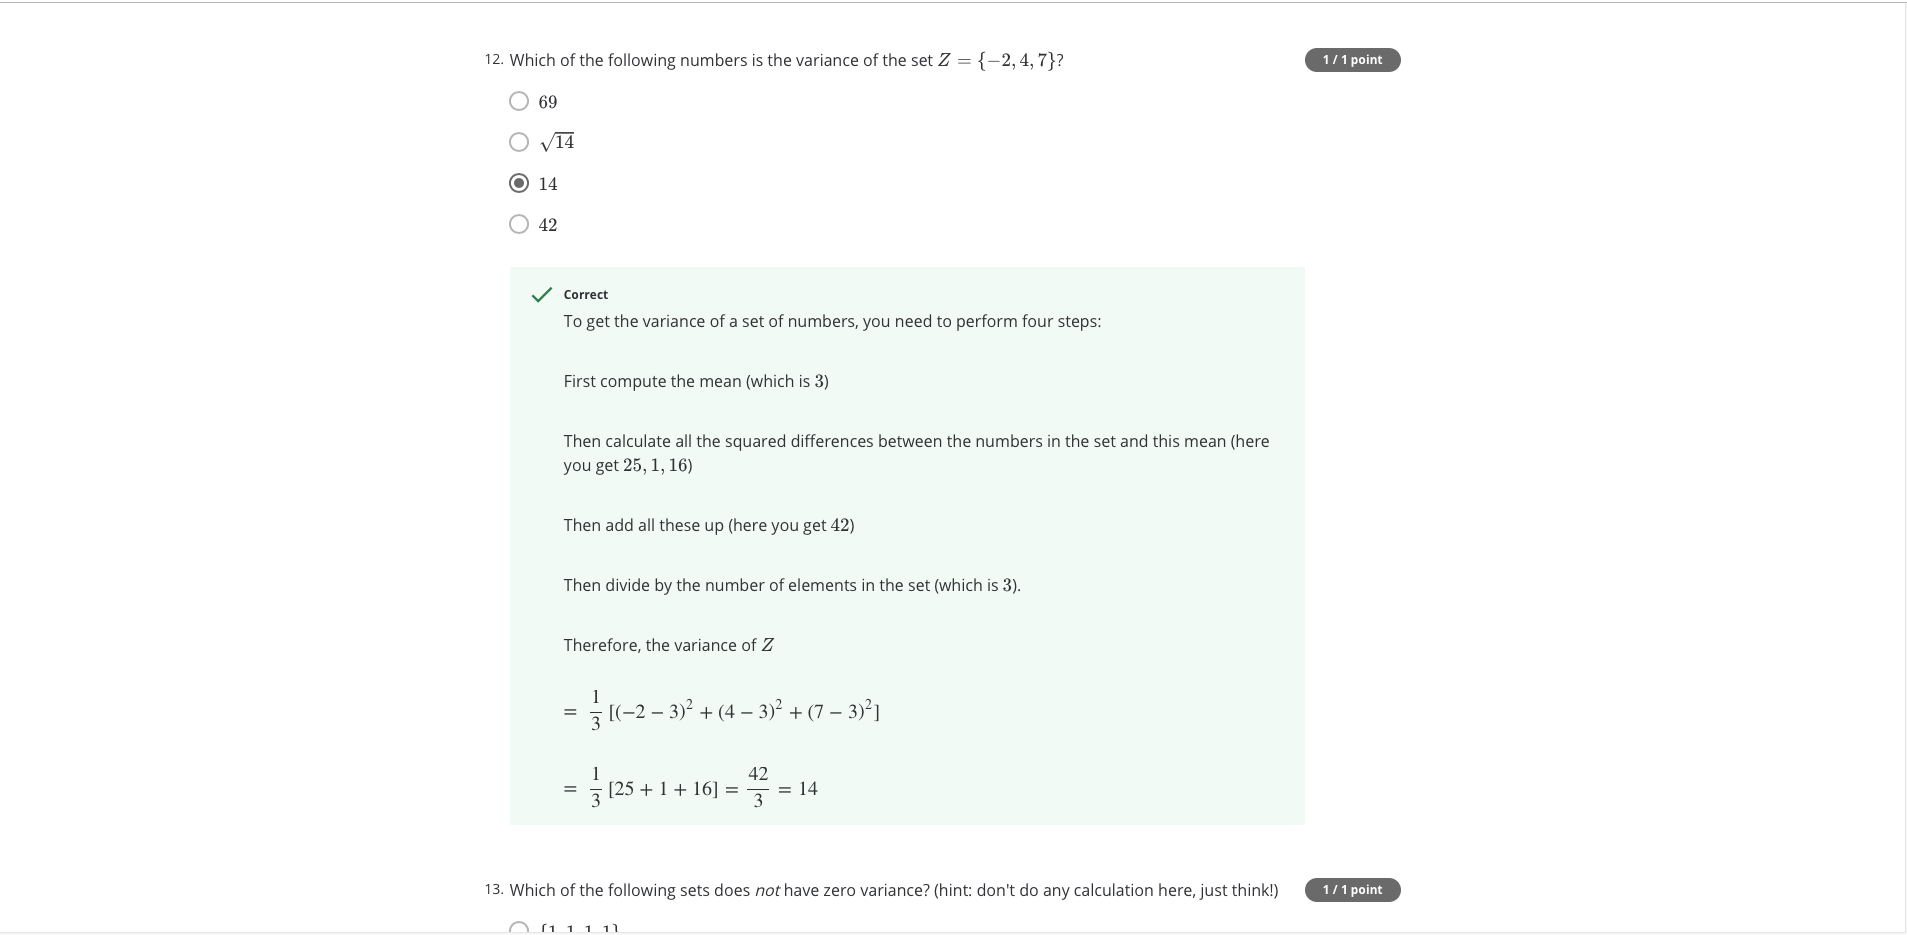 12. Which of the following numbers is the variance of the set Z = {−2, 4, 7}?
1 / 1 point
69
√14
14
42
Correct
To get the variance of a set of numbers, you need to perform four steps:
First compute the mean (which is 3)
Then calculate all the squared differences between the numbers in the set and this mean (here
you get 25, 1, 16)
Then add all these up (here you get 42)
Then divide by the number of elements in the set (which is 3).
Therefore, the variance of Z
= 1/3 [(−2 − 3)² + (4 − 3)² + (7 − 3)²]
= 1/3 [25 + 1 + 16] = 42/3 = 14
13. Which of the following sets does not have zero variance? (hint: don't do any calculation here, just think!)
1 / 1 point
{1, 1, 1, 1}